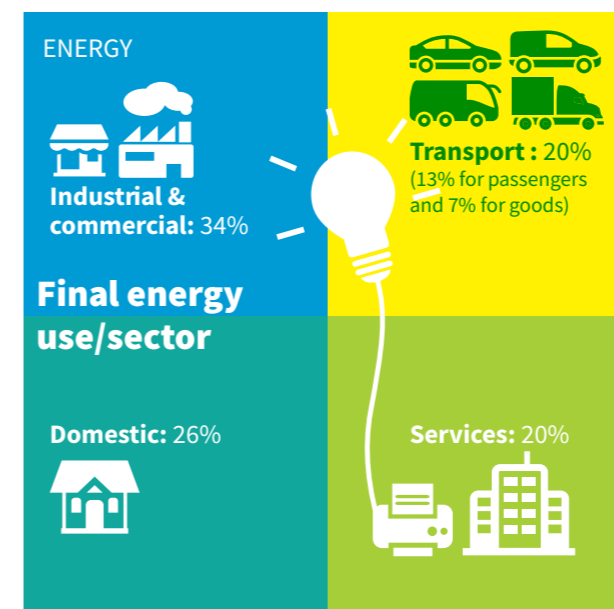 ENERGY
Industrial &
commercial: 34%
Transport : 20%
(13% for passengers
and 7% for goods)
Final energy
use/sector
Domestic: 26%
Services: 20%